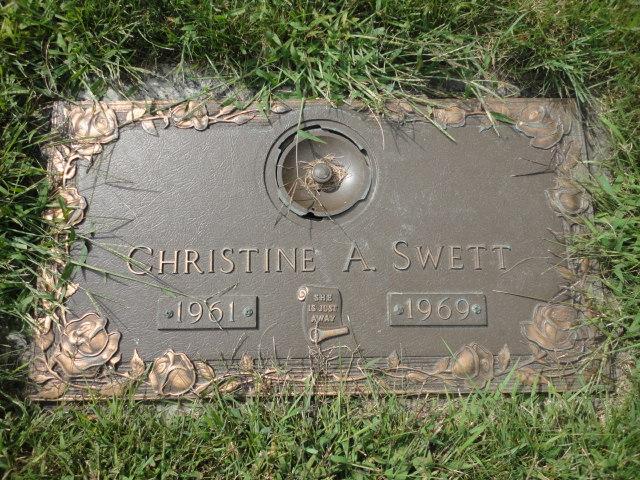 CHRISTINE A. SWETT
1961
SHE
IS JUST
AWAY
1969